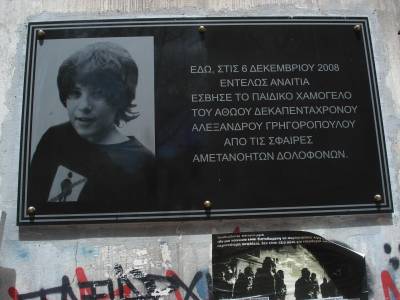 ΕΔΩ, ΣΤΙΣ 6 ΔΕΚΕΜΒΡΙΟΥ 2008
ΕΝΤΕΛΩΣ ΑΝΑΙΤΙΑ
ΕΣΒΗΣΕ ΤΟ ΠΑΙΔΙΚΟ ΧΑΜΟΓΕΛΟ
ΤΟΥ ΑΘΩΟΥ ΔΕΚΑΠΕΝΤΑΧΡΟΝΟΥ
ΑΛΕΞΑΝΔΡΟΥ ΓΡΗΓΟΡΟΠΟΥΛΟΥ
ΑΠΟ ΤΙΣ ΣΦΑΙΡΕΣ
ΑΜΕΤΑΝΟΗΤΩΝ ΔΟΛΟΦΟΝΩΝ.